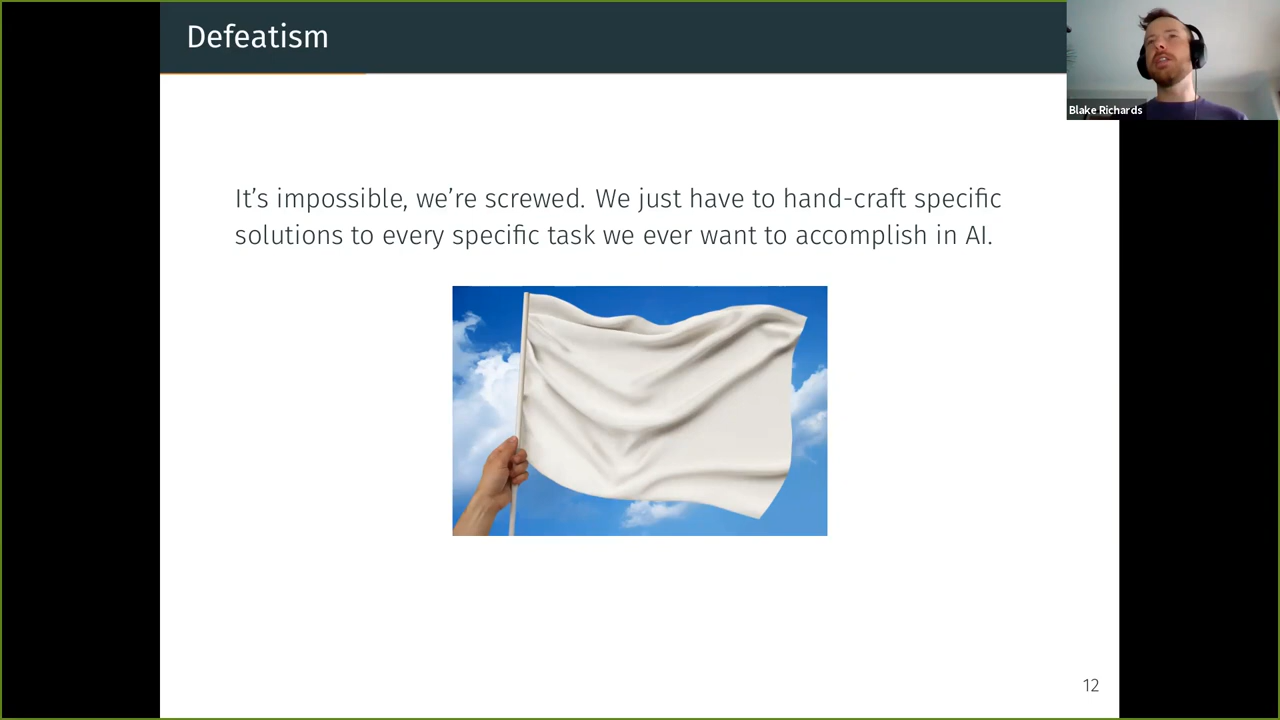 Defeatism
Blake Richards
It’s impossible, we’re screwed. We just have to hand-craft specific
solutions to every specific task we ever want to accomplish in AI.
12